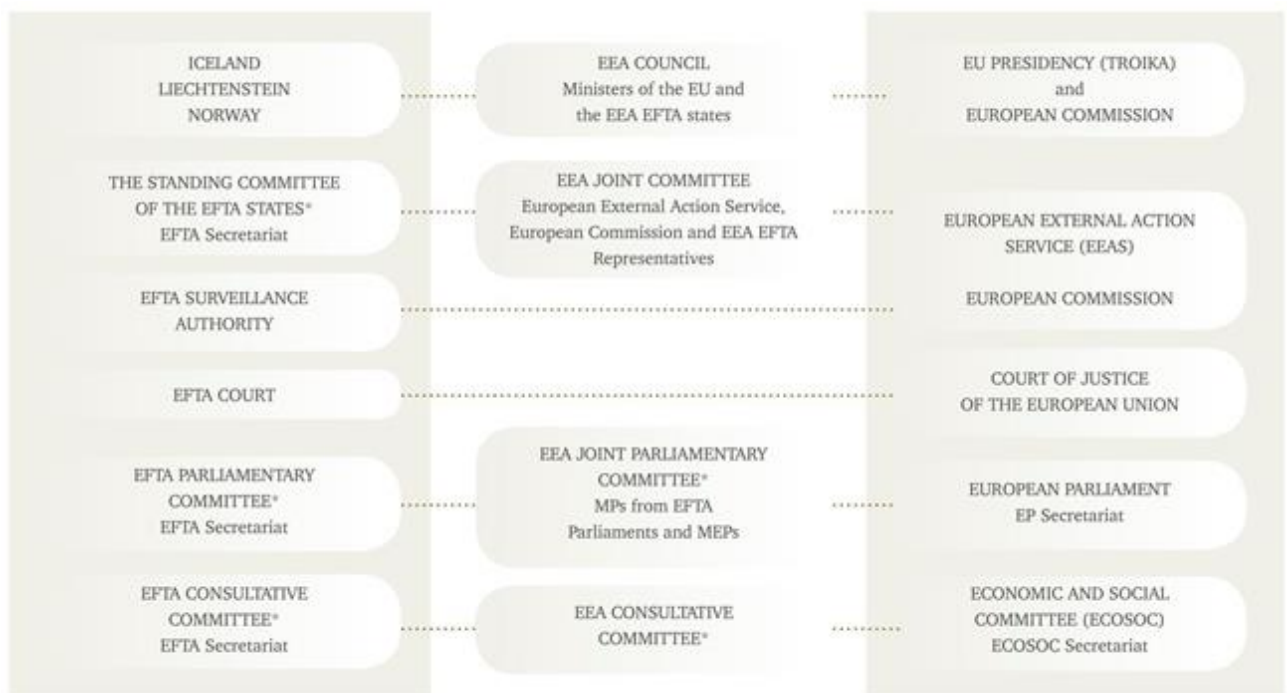 ICELAND
LIECHTENSTEIN
NORWAY
EEA COUNCIL
Ministers of the EU and
the EEA EFTA states
EU PRESIDENCY (TROIKA)
and
EUROPEAN COMMISSION
THE STANDING COMMITTEE
OF THE EFTA STATES*
EFTA Secretariat
EEA JOINT COMMITTEE
European External Action Service,
European Commission and EEA EFTA
Representatives
EUROPEAN EXTERNAL ACTION
SERVICE (EEAS)
EUROPEAN COMMISSION
EFTA SURVEILLANCE
AUTHORITY
EFTA COURT
COURT OF JUSTICE
OF THE EUROPEAN UNION
EFTA PARLIAMENTARY
COMMITTEE*
EFTA Secretariat
EEA JOINT PARLIAMENTARY
COMMITTEE*
MPs from EFTA
Parliaments and MEPs
EUROPEAN PARLIAMENT
EP Secretariat
EFTA CONSULTATIVE
COMMITTEE*
EFTA Secretariat
EEA CONSULTATIVE
COMMITTEE*
ECONOMIC AND SOCIAL
COMMITTEE (ECOSOC)
ECOSOC Secretariat